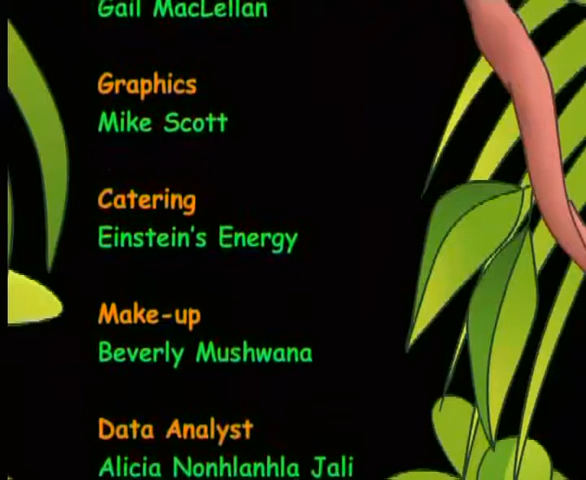 Gail MacLellan
Graphics
Mike Scott
Catering
Einstein's Energy
Make-up
Beverly Mushwana
Data Analyst
Alicia Nonhlanhla Jali